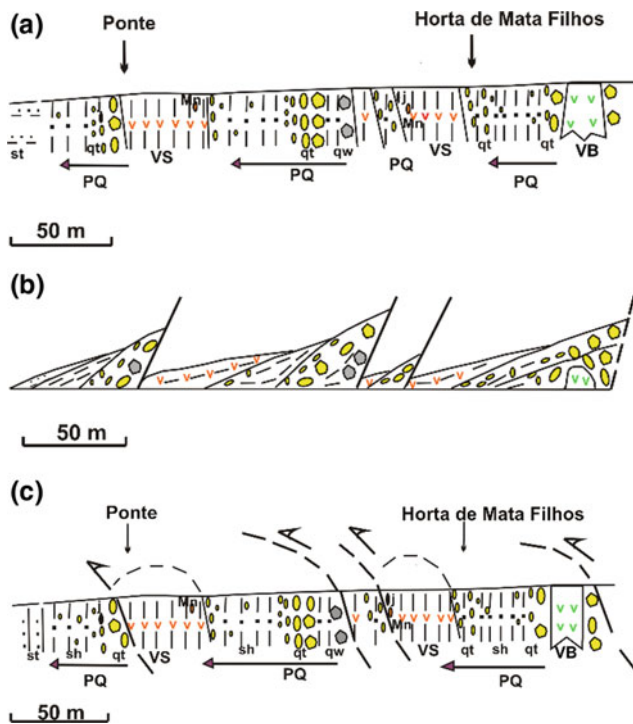 (a)
Ponte
Horta de Mata Filhos
Mn
j
Mn
st
qt
VS
qt
qw
PQ
VS
qt
qt
VB
PQ
PQ
PQ
50 m
(b)
50 m
(c)
Ponte
Horta de Mata Filhos
Mn
Mn
st
sh
qt
VS
sh
qt
qw
VS
qt
sh
qt
VB
PQ
PQ
PQ
50 m